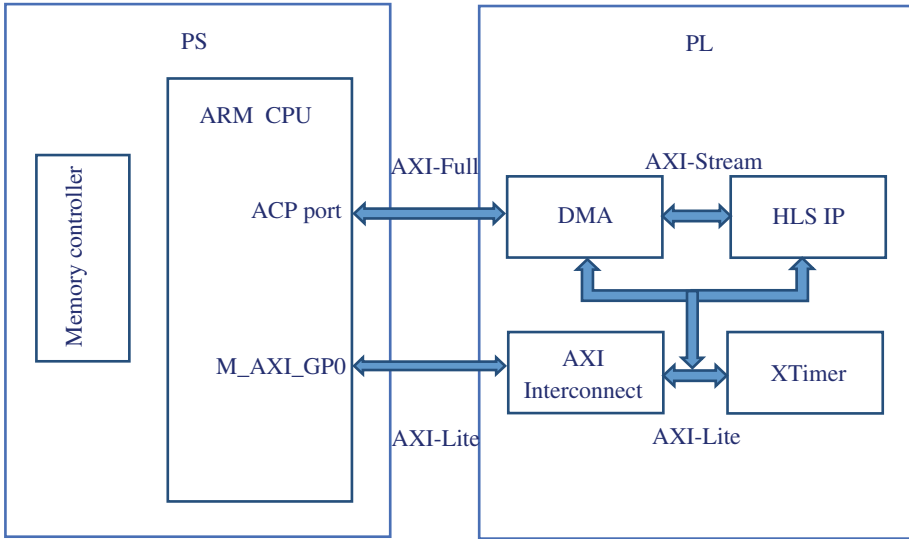 PS
PL
ARM CPU
Memory controller
AXI-Full
AXI-Stream
ACP port
DMA
HLS IP
M_AXI_GP0
AXI
Interconnect
XTimer
AXI-Lite
AXI-Lite